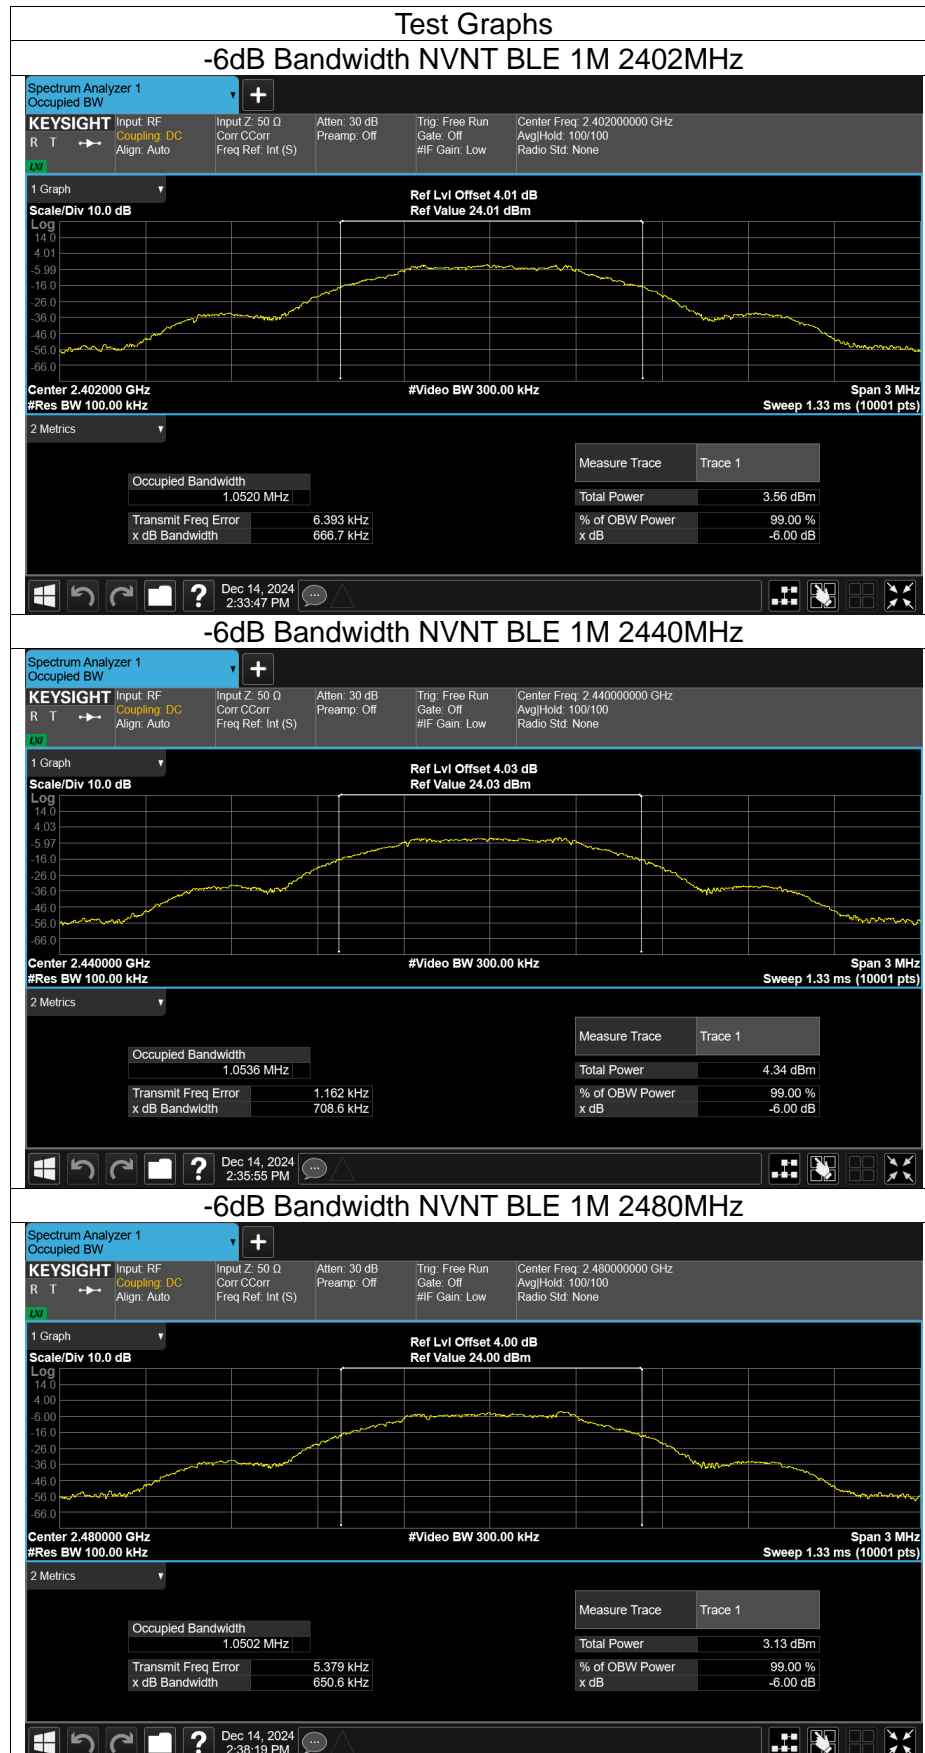 Test Graphs
-6dB Bandwidth NVNT BLE 1M 2402MHz
Spectrum Analyzer 1
Occupied BW
+
KEYSIGHT Input: RF Input Z: 50 Ω Atten: 30 dB Trig: Free Run Center Freq: 2.402000000 GHz
R T Coupling: DC Corr CCorr Preamp: Off Gate: Off Avg|Hold: 100/100
Align: Auto Freq Ref: Int (S) #IF Gain: Low Radio Std: None
LXI
1 Graph
Ref Lvl Offset 4.01 dB
Scale/Div 10.0 dB Ref Value 24.01 dBm
Log
14.0
4.01
-5.99
-16.0
-26.0
-36.0
-46.0
-56.0
-66.0
Center 2.402000 GHz #Video BW 300.00 kHz Span 3 MHz
#Res BW 100.00 kHz Sweep 1.33 ms (10001 pts)
2 Metrics
Measure Trace Trace 1
Occupied Bandwidth
1.0520 MHz Total Power 3.56 dBm
Transmit Freq Error 6.393 kHz % of OBW Power 99.00 %
x dB Bandwidth 666.7 kHz x dB -6.00 dB
? Dec 14, 2024
2:33:47 PM
-6dB Bandwidth NVNT BLE 1M 2440MHz
Spectrum Analyzer 1
Occupied BW
+
KEYSIGHT Input: RF Input Z: 50 Ω Atten: 30 dB Trig: Free Run Center Freq: 2.440000000 GHz
R T Coupling: DC Corr CCorr Preamp: Off Gate: Off Avg|Hold: 100/100
Align: Auto Freq Ref: Int (S) #IF Gain: Low Radio Std: None
LXI
1 Graph
Ref Lvl Offset 4.03 dB
Scale/Div 10.0 dB Ref Value 24.03 dBm
Log
14.0
4.03
-5.97
-16.0
-26.0
-36.0
-46.0
-56.0
-66.0
Center 2.440000 GHz #Video BW 300.00 kHz Span 3 MHz
#Res BW 100.00 kHz Sweep 1.33 ms (10001 pts)
2 Metrics
Measure Trace Trace 1
Occupied Bandwidth
1.0536 MHz Total Power 4.34 dBm
Transmit Freq Error 1.162 kHz % of OBW Power 99.00 %
x dB Bandwidth 708.6 kHz x dB -6.00 dB
? Dec 14, 2024
2:35:55 PM
-6dB Bandwidth NVNT BLE 1M 2480MHz
Spectrum Analyzer 1
Occupied BW
+
KEYSIGHT Input: RF Input Z: 50 Ω Atten: 30 dB Trig: Free Run Center Freq: 2.480000000 GHz
R T Coupling: DC Corr CCorr Preamp: Off Gate: Off Avg|Hold: 100/100
Align: Auto Freq Ref: Int (S) #IF Gain: Low Radio Std: None
LXI
1 Graph
Ref Lvl Offset 4.00 dB
Scale/Div 10.0 dB Ref Value 24.00 dBm
Log
14.0
4.00
-6.00
-16.0
-26.0
-36.0
-46.0
-56.0
-66.0
Center 2.480000 GHz #Video BW 300.00 kHz Span 3 MHz
#Res BW 100.00 kHz Sweep 1.33 ms (10001 pts)
2 Metrics
Measure Trace Trace 1
Occupied Bandwidth
1.0502 MHz Total Power 3.13 dBm
Transmit Freq Error 5.379 kHz % of OBW Power 99.00 %
x dB Bandwidth 650.6 kHz x dB -6.00 dB
? Dec 14, 2024
2:38:19 PM